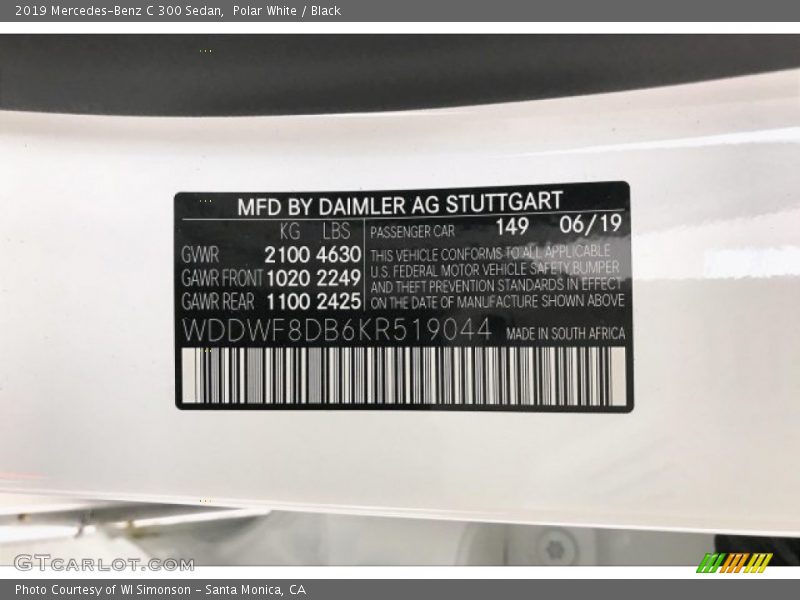 2019 Mercedes-Benz C 300 Sedan, Polar White / Black
MFD BY DAIMLER AG STUTTGART
KG LBS
GVWR 2100 4630
GAWR FRONT 1020 2249
GAWR REAR 1100 2425
PASSENGER CAR 149 06/19
THIS VEHICLE CONFORMS TO ALL APPLICABLE
U.S. FEDERAL MOTOR VEHICLE SAFETY,BUMPER
AND THEFT PREVENTION STANDARDS IN EFFECT
ON THE DATE OF MANUFACTURE SHOWN ABOVE
WDDWF8DB6KR519044 MADE IN SOUTH AFRICA
GTCARLOT.COM
Photo Courtesy of WI Simonson - Santa Monica, CA